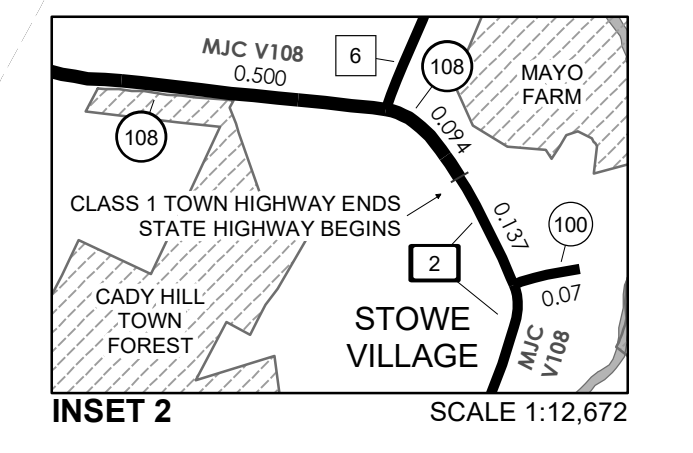 MJC V108
0.500
6
108
MAYO
FARM
108
0.094
CLASS 1 TOWN HIGHWAY ENDS
STATE HIGHWAY BEGINS
0.137
100
2
0.07
CADY HILL
TOWN
FOREST
STOWE
VILLAGE
MJC
V108
INSET 2
SCALE 1:12,672